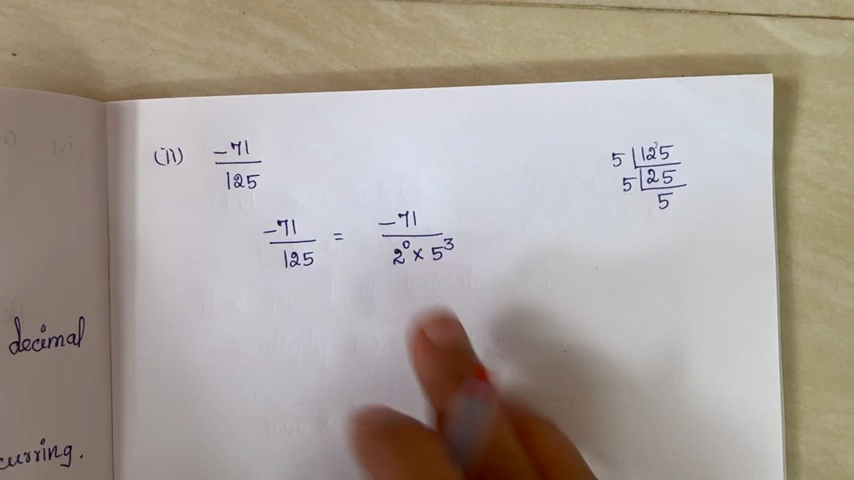 (ii) -71/125
5 | 125
5 | 25
5
-71/125 = -71/2⁰ × 5³
decimal
curring.